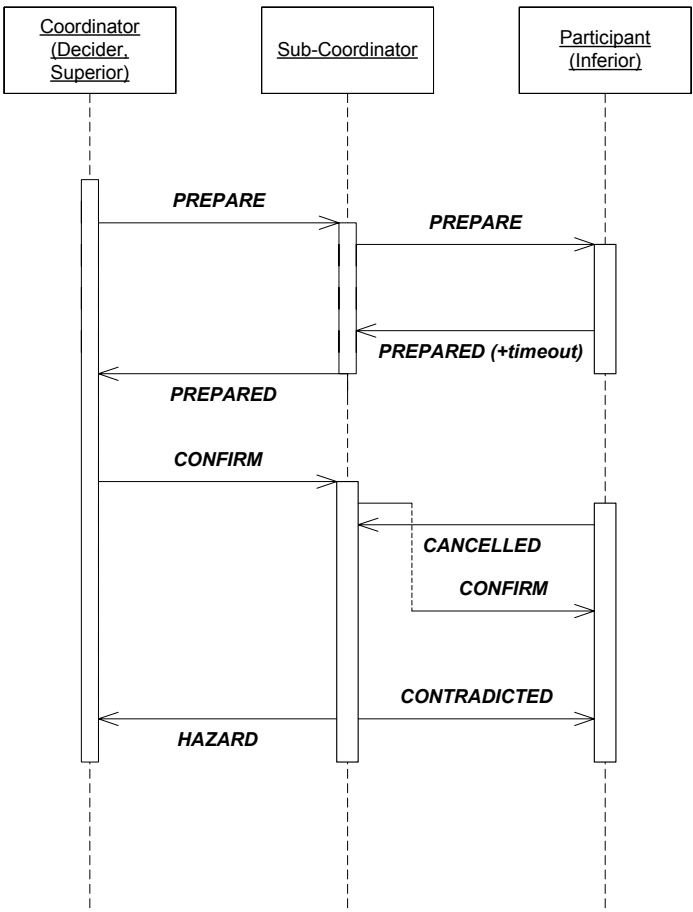 Coordinator
(Decider,
Superior)
Sub-Coordinator
Participant
(Inferior)
PREPARE
PREPARE
PREPARED (+timeout)
PREPARED
CONFIRM
CANCELLED
CONFIRM
CONTRADICTED
HAZARD